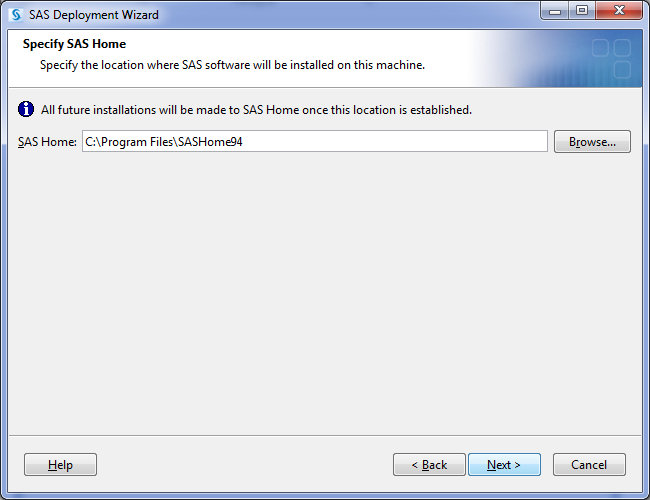 SAS Deployment Wizard
Specify SAS Home
Specify the location where SAS software will be installed on this machine.
All future installations will be made to SAS Home once this location is established.
SAS Home: C:\Program Files\SASHome94 Browse...
Help < Back Next > Cancel